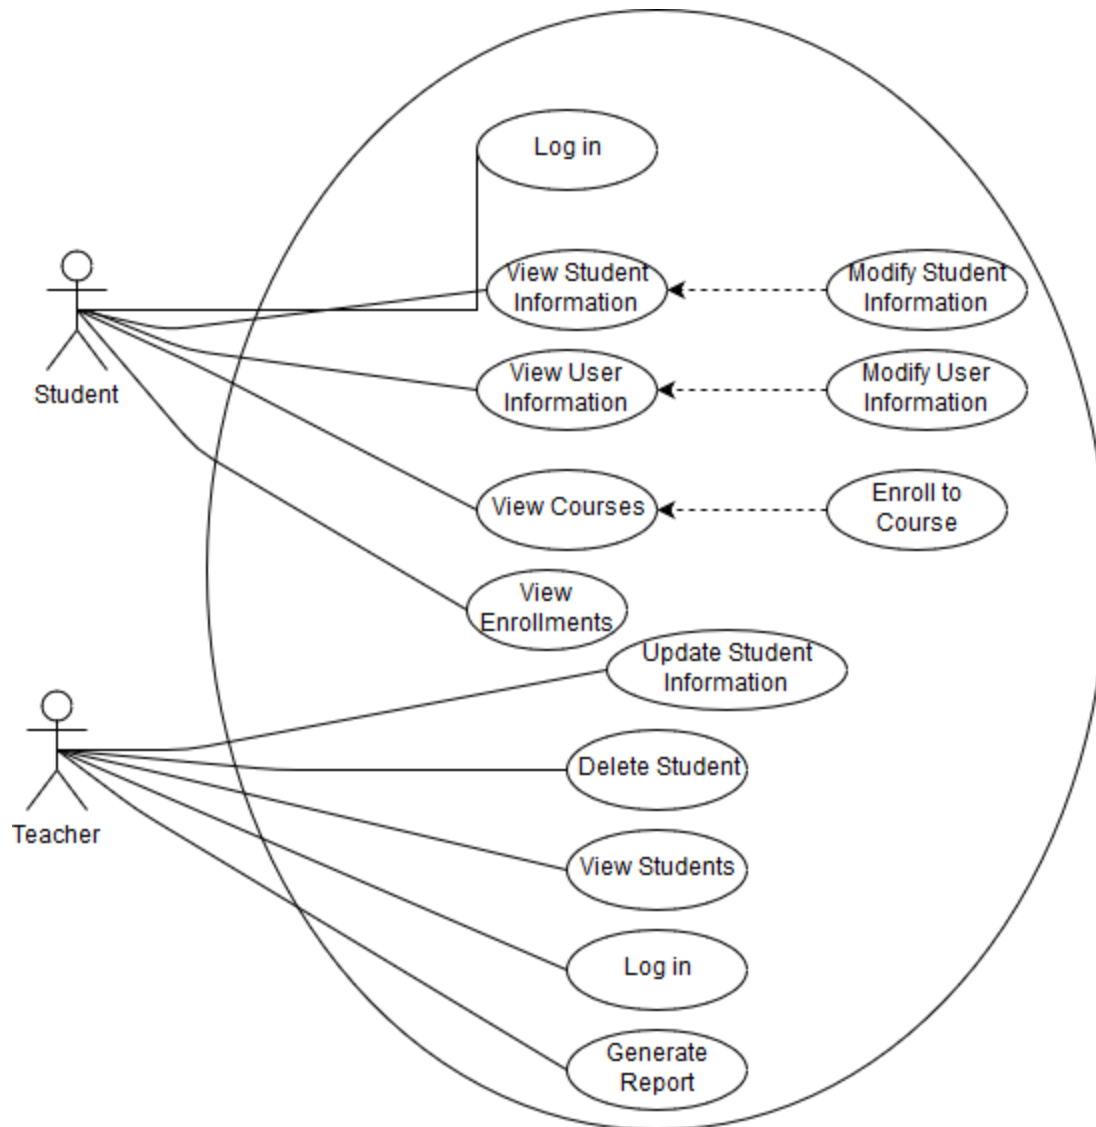 Log in
View Student
Information
Modify Student
Information
Student
View User
Information
Modify User
Information
View Courses
Enroll to
Course
View
Enrollments
Update Student
Information
Teacher
Delete Student
View Students
Log in
Generate
Report